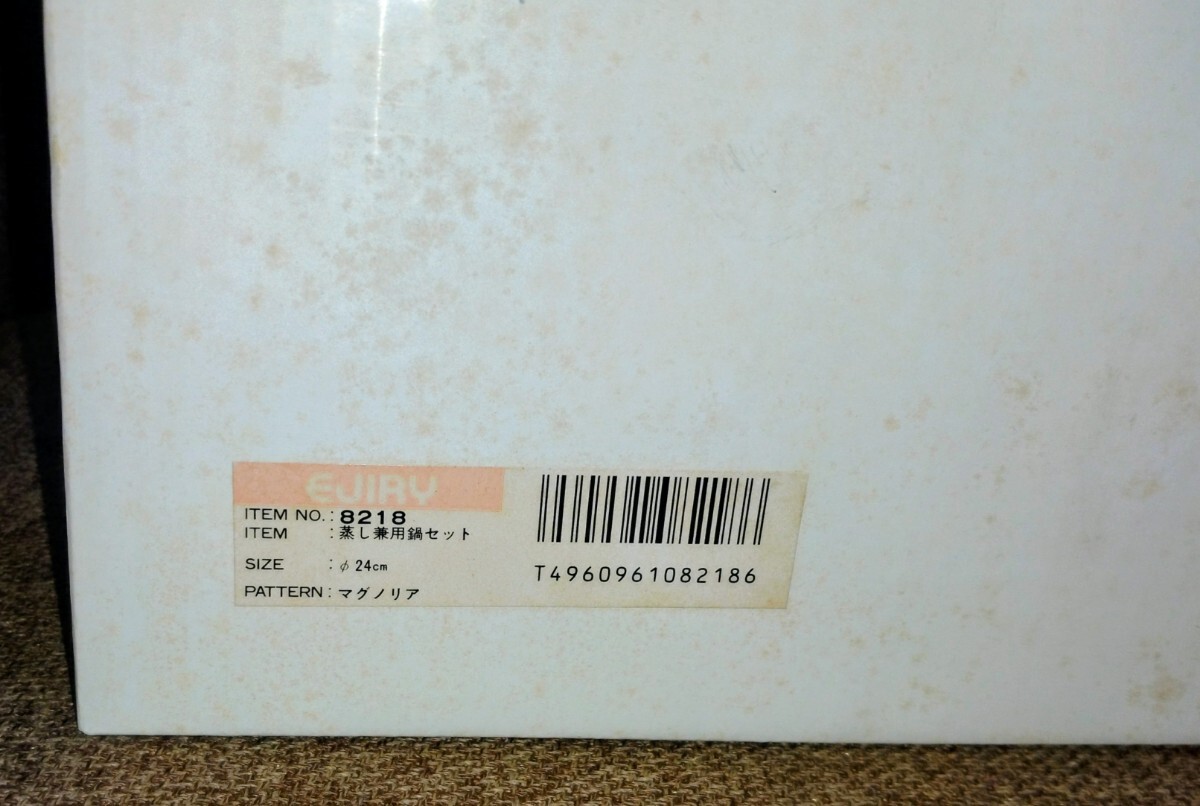 EJIRY
ITEM NO.: 8218
ITEM : 蒸し兼用鍋セット
SIZE : φ24cm
PATTERN: マグノリア
T4960961082186